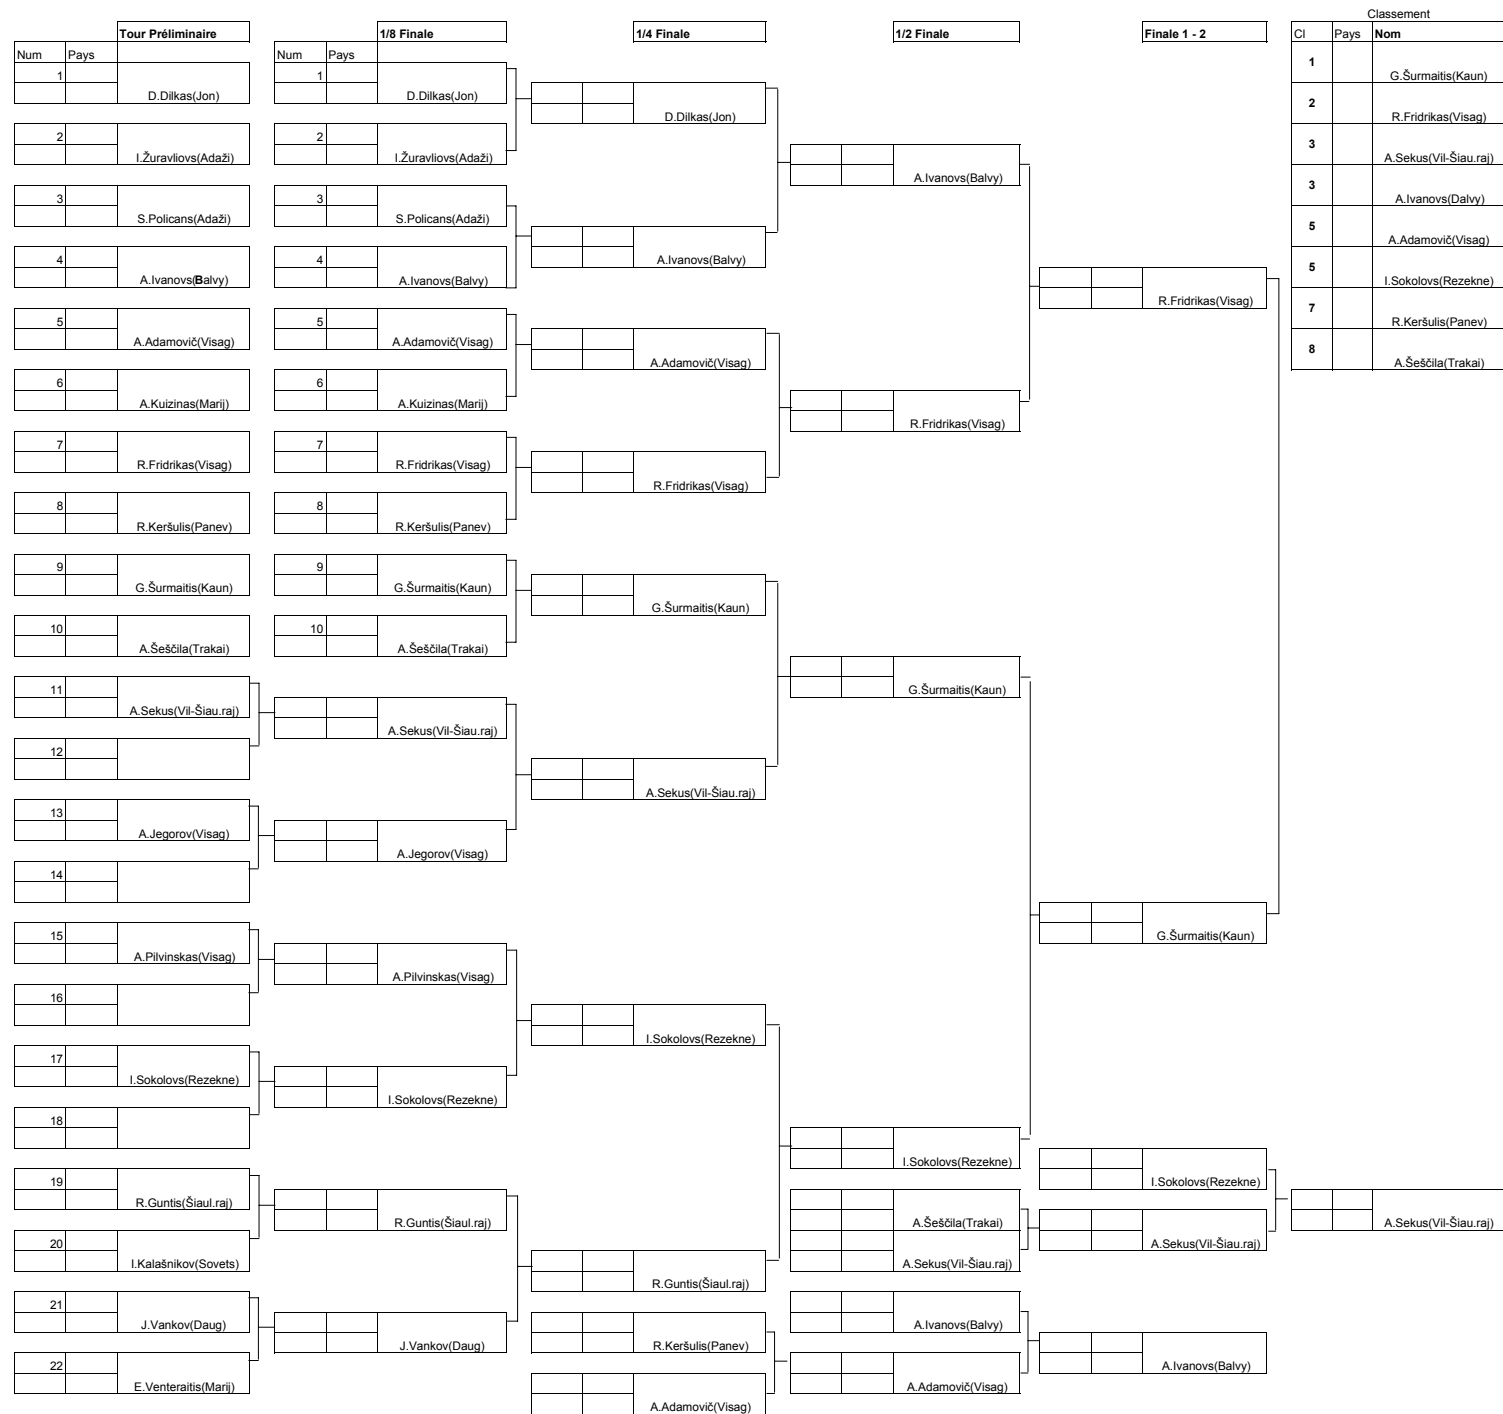 Classement
Tour Préliminaire 1/8 Finale 1/4 Finale 1/2 Finale Finale 1 - 2 Cl Pays Nom
Num Pays Num Pays
1 1 1
D.Dilkas(Jon) D.Dilkas(Jon) G.Šurmaitis(Kaun)
2
D.Dilkas(Jon) R.Fridrikas(Visag)
2 2
I.Žuravliovs(Adaži) I.Žuravliovs(Adaži) 3 A.Sekus(Vil-Šiau.raj)
A.Ivanovs(Balvy)
3 3 3
S.Policans(Adaži) S.Policans(Adaži) A.Ivanovs(Dalvy)
5
A.Ivanovs(Balvy) A.Adamovič(Visag)
4 4
A.Ivanovs(Balvy) A.Ivanovs(Balvy) 5 I.Sokolovs(Rezekne)
R.Fridrikas(Visag)
5 5 7 R.Keršulis(Panev)
A.Adamovič(Visag) A.Adamovič(Visag)
8
A.Adamovič(Visag) A.Šeščila(Trakai)
6 6
A.Kuizinas(Marij) A.Kuizinas(Marij)
R.Fridrikas(Visag)
7 7
R.Fridrikas(Visag) R.Fridrikas(Visag)
R.Fridrikas(Visag)
8 8
R.Keršulis(Panev) R.Keršulis(Panev)
9 9
G.Šurmaitis(Kaun) G.Šurmaitis(Kaun)
G.Šurmaitis(Kaun)
10 10
A.Šeščila(Trakai) A.Šeščila(Trakai)
11 G.Šurmaitis(Kaun)
A.Sekus(Vil-Šiau.raj)
A.Sekus(Vil-Šiau.raj)
12
A.Sekus(Vil-Šiau.raj)
13
A.Jegorov(Visag)
A.Jegorov(Visag)
14
15 G.Šurmaitis(Kaun)
A.Pilvinskas(Visag)
A.Pilvinskas(Visag)
16
I.Sokolovs(Rezekne)
17
I.Sokolovs(Rezekne)
I.Sokolovs(Rezekne)
18
I.Sokolovs(Rezekne)
19 I.Sokolovs(Rezekne)
R.Guntis(Šiaul.raj)
R.Guntis(Šiaul.raj) A.Šeščila(Trakai) A.Sekus(Vil-Šiau.raj)
20 A.Sekus(Vil-Šiau.raj)
I.Kalašnikov(Sovets) A.Sekus(Vil-Šiau.raj)
R.Guntis(Šiaul.raj)
21
J.Vankov(Daug) A.Ivanovs(Balvy)
J.Vankov(Daug) R.Keršulis(Panev)
22 A.Ivanovs(Balvy)
E.Venteraitis(Marij) A.Adamovič(Visag)
A.Adamovič(Visag)